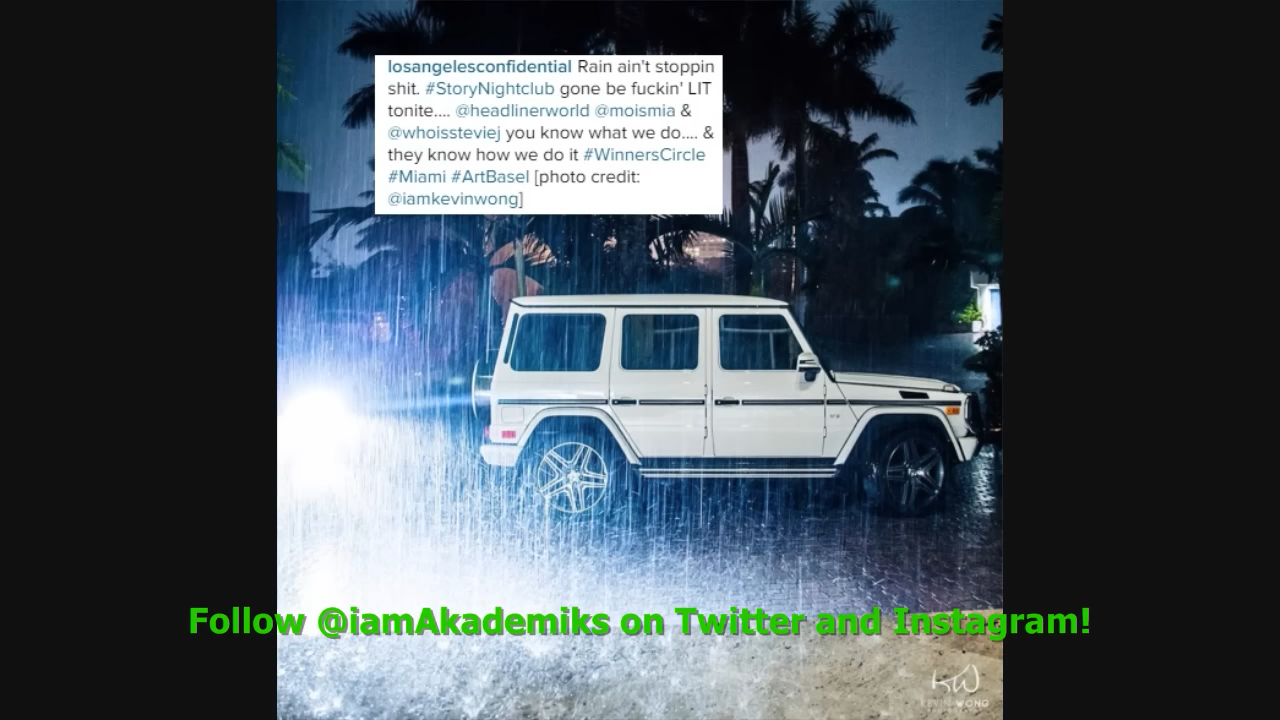 losangelesconfidential Rain ain't stoppin
shit. #StoryNightclub gone be fuckin' LIT
tonite.... @headlinerworld @moismia &
@whoissteviej you know what we do.... &
they know how we do it #WinnersCircle
#Miami #ArtBasel [photo credit:
@iamkevinwong]
Follow @iamAkademiks on Twitter and Instagram!
KW
KEVIN WONG